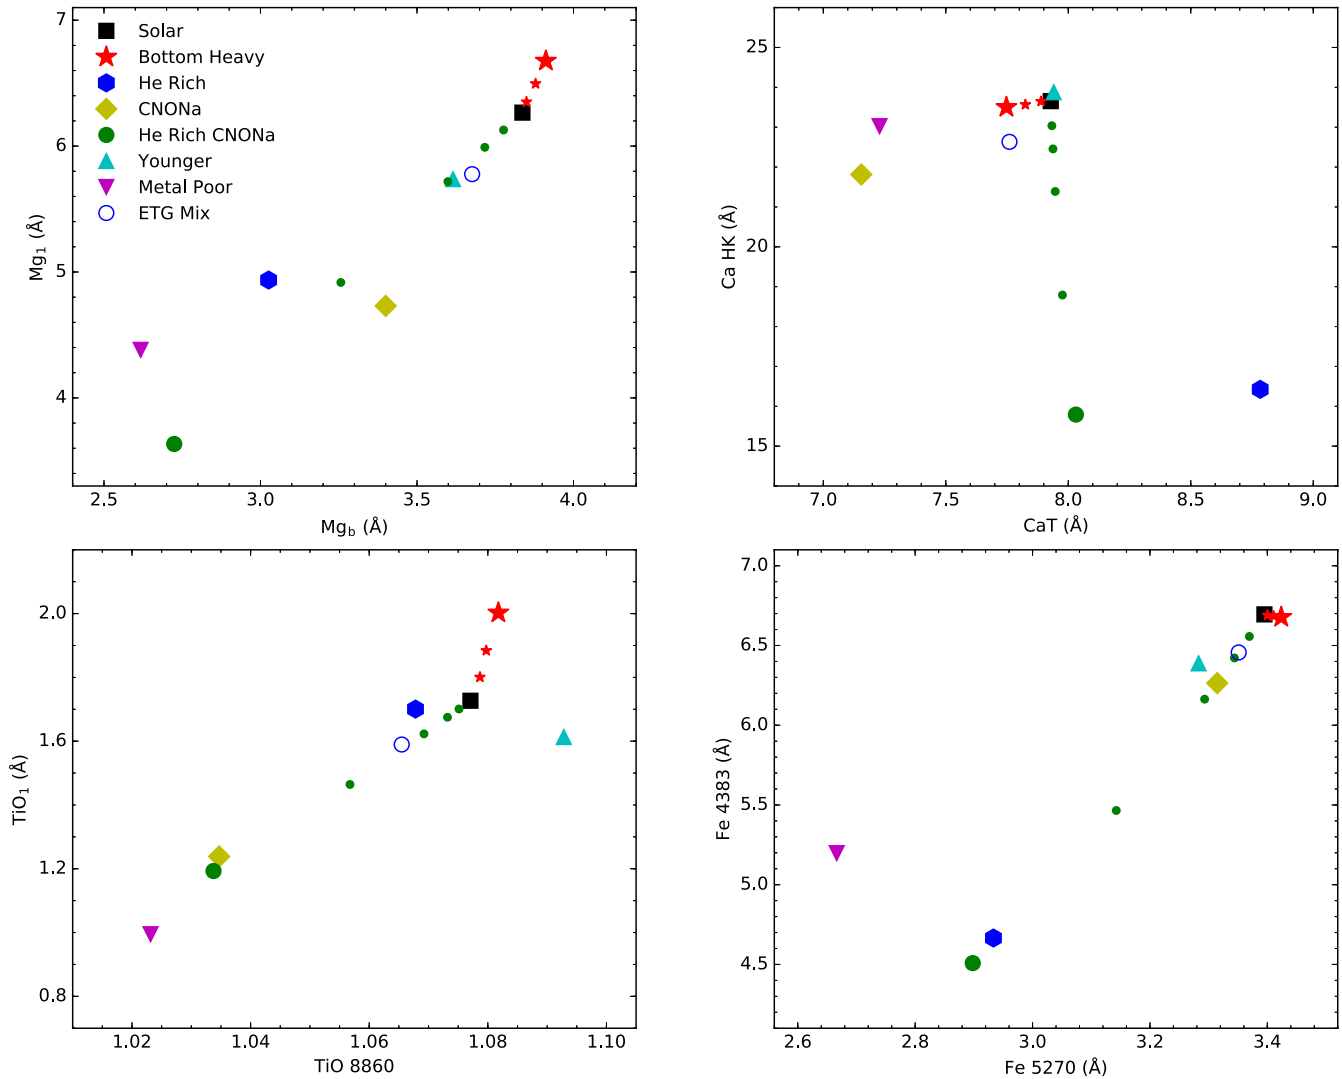 7
6
5
4
Mg₁ (Å)
Solar
Bottom Heavy
He Rich
CNONa
He Rich CNONa
Younger
Metal Poor
ETG Mix
2.5 3.0 3.5 4.0
Mg_b (Å)
25
20
15
Ca HK (Å)
7.0 7.5 8.0 8.5 9.0
CaT (Å)
2.0
1.6
1.2
0.8
TiO₁ (Å)
1.02 1.04 1.06 1.08 1.10
TiO 8860
7.0
6.5
6.0
5.5
5.0
4.5
Fe 4383 (Å)
2.6 2.8 3.0 3.2 3.4
Fe 5270 (Å)